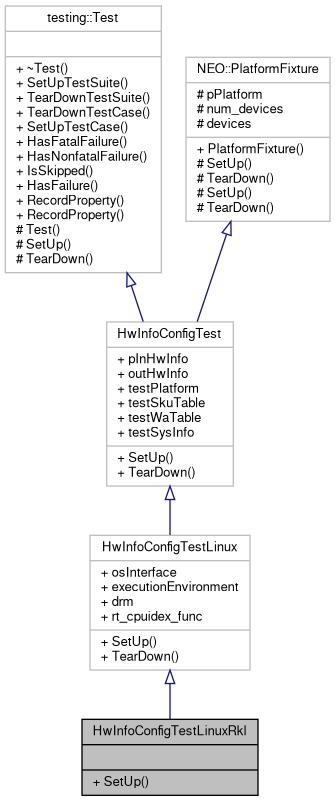 testing::Test
+ ~Test()
+ SetUpTestSuite()
+ TearDownTestSuite()
+ TearDownTestCase()
+ SetUpTestCase()
+ HasFatalFailure()
+ HasNonfatalFailure()
+ IsSkipped()
+ HasFailure()
+ RecordProperty()
+ RecordProperty()
# Test()
# SetUp()
# TearDown()
NEO::PlatformFixture
# pPlatform
# num_devices
# devices
+ PlatformFixture()
# SetUp()
# TearDown()
# SetUp()
# TearDown()
HwInfoConfigTest
+ pInHwInfo
+ outHwInfo
+ testPlatform
+ testSkuTable
+ testWaTable
+ testSysInfo
+ SetUp()
+ TearDown()
HwInfoConfigTestLinux
+ osInterface
+ executionEnvironment
+ drm
+ rt_cpuidex_func
+ SetUp()
+ TearDown()
HwInfoConfigTestLinuxRkl
+ SetUp()